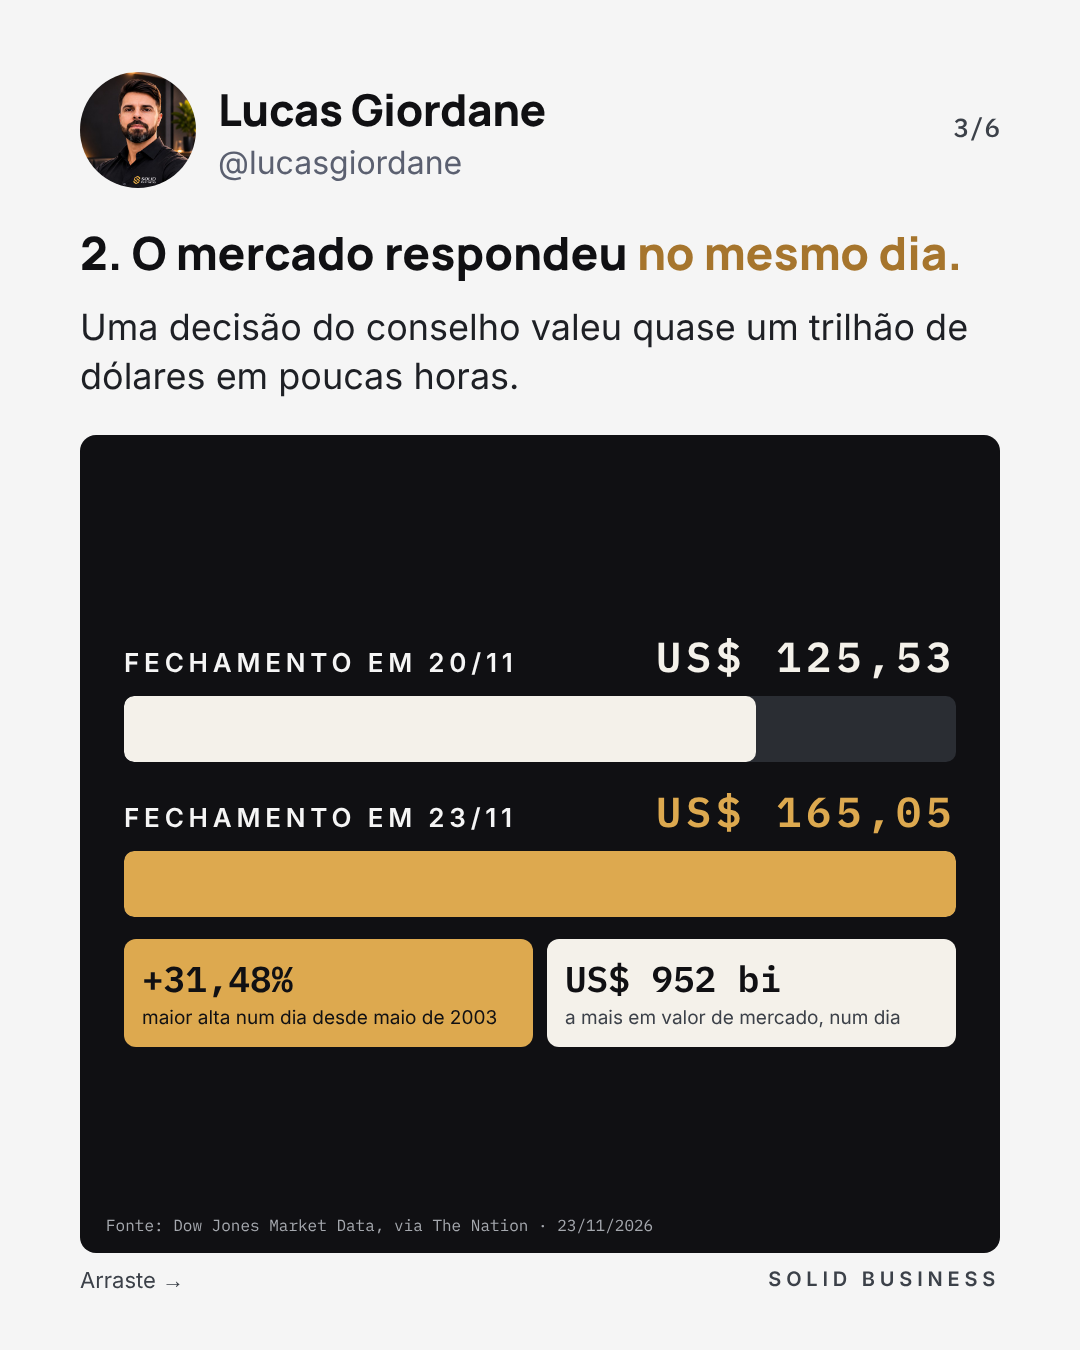 Lucas Giordane
@lucasgiordane
3/6
2. O mercado respondeu no mesmo dia.
Uma decisão do conselho valeu quase um trilhão de
dólares em poucas horas.
FECHAMENTO EM 20/11
US$ 125,53
FECHAMENTO EM 23/11
US$ 165,05
+31,48%
maior alta num dia desde maio de 2003
US$ 952 bi
a mais em valor de mercado, num dia
Fonte: Dow Jones Market Data, via The Nation · 23/11/2026
Arraste →
SOLID BUSINESS